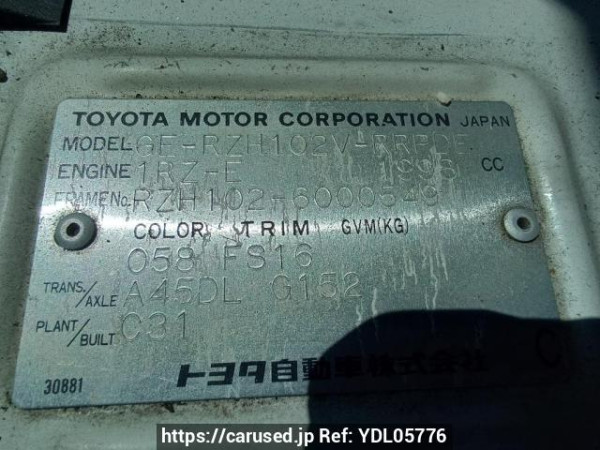 TOYOTA MOTOR CORPORATION JAPAN
MODEL GE-RZH102V-RRPDE
ENGINE 1RZ-E 1998 CC
FRAME No. RZH102-6000549
COLOR TRIM GVM(KG)
058 FS16
TRANS./AXLE A45DL G152
PLANT/BUILT C31
トヨタ自動車株式会社 C
30881
https://carused.jp Ref: YDL05776